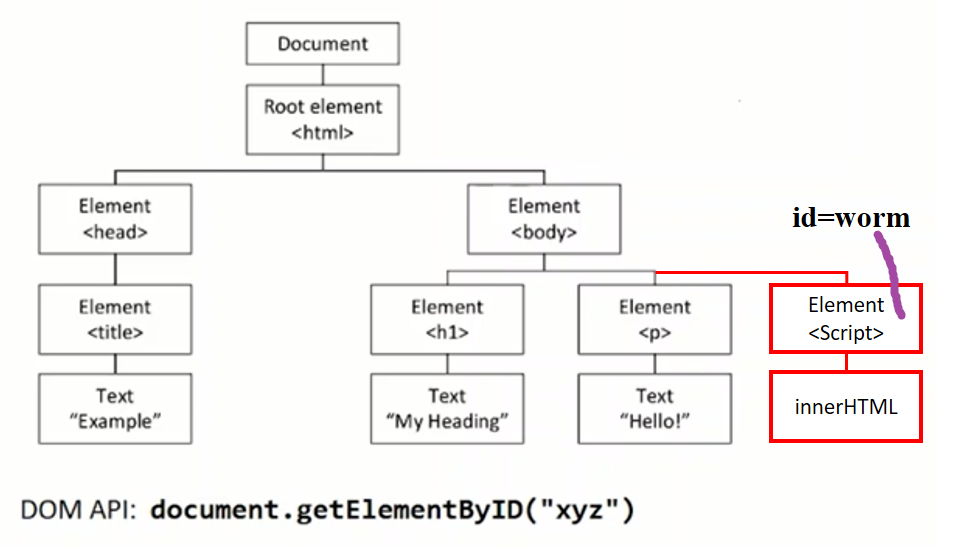 Document
Root element
<html>
Element
<head>
Element
<body>
id=worm
Element
<title>
Element
<h1>
Element
<p>
Element
<Script>
Text
“Example”
Text
“My Heading”
Text
“Hello!”
innerHTML
DOM API: document.getElementByID("xyz")